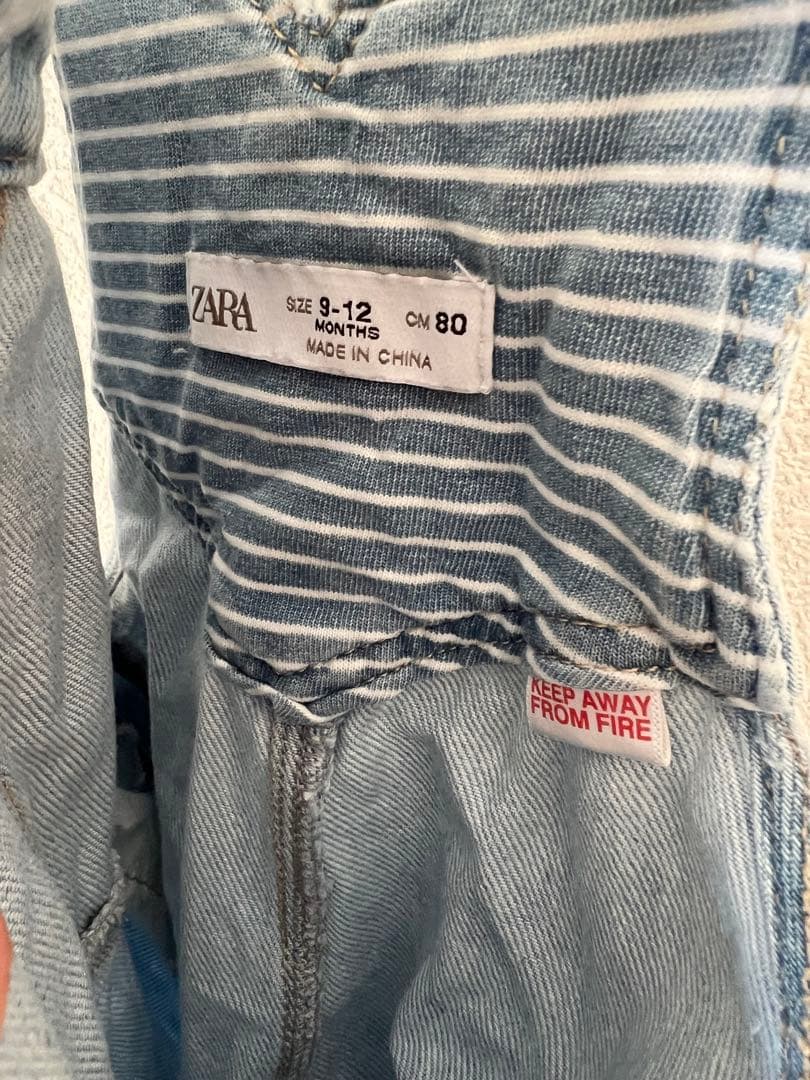 ZARA
SIZE 9-12
MONTHS
CM 80
MADE IN CHINA
KEEP AWAY
FROM FIRE